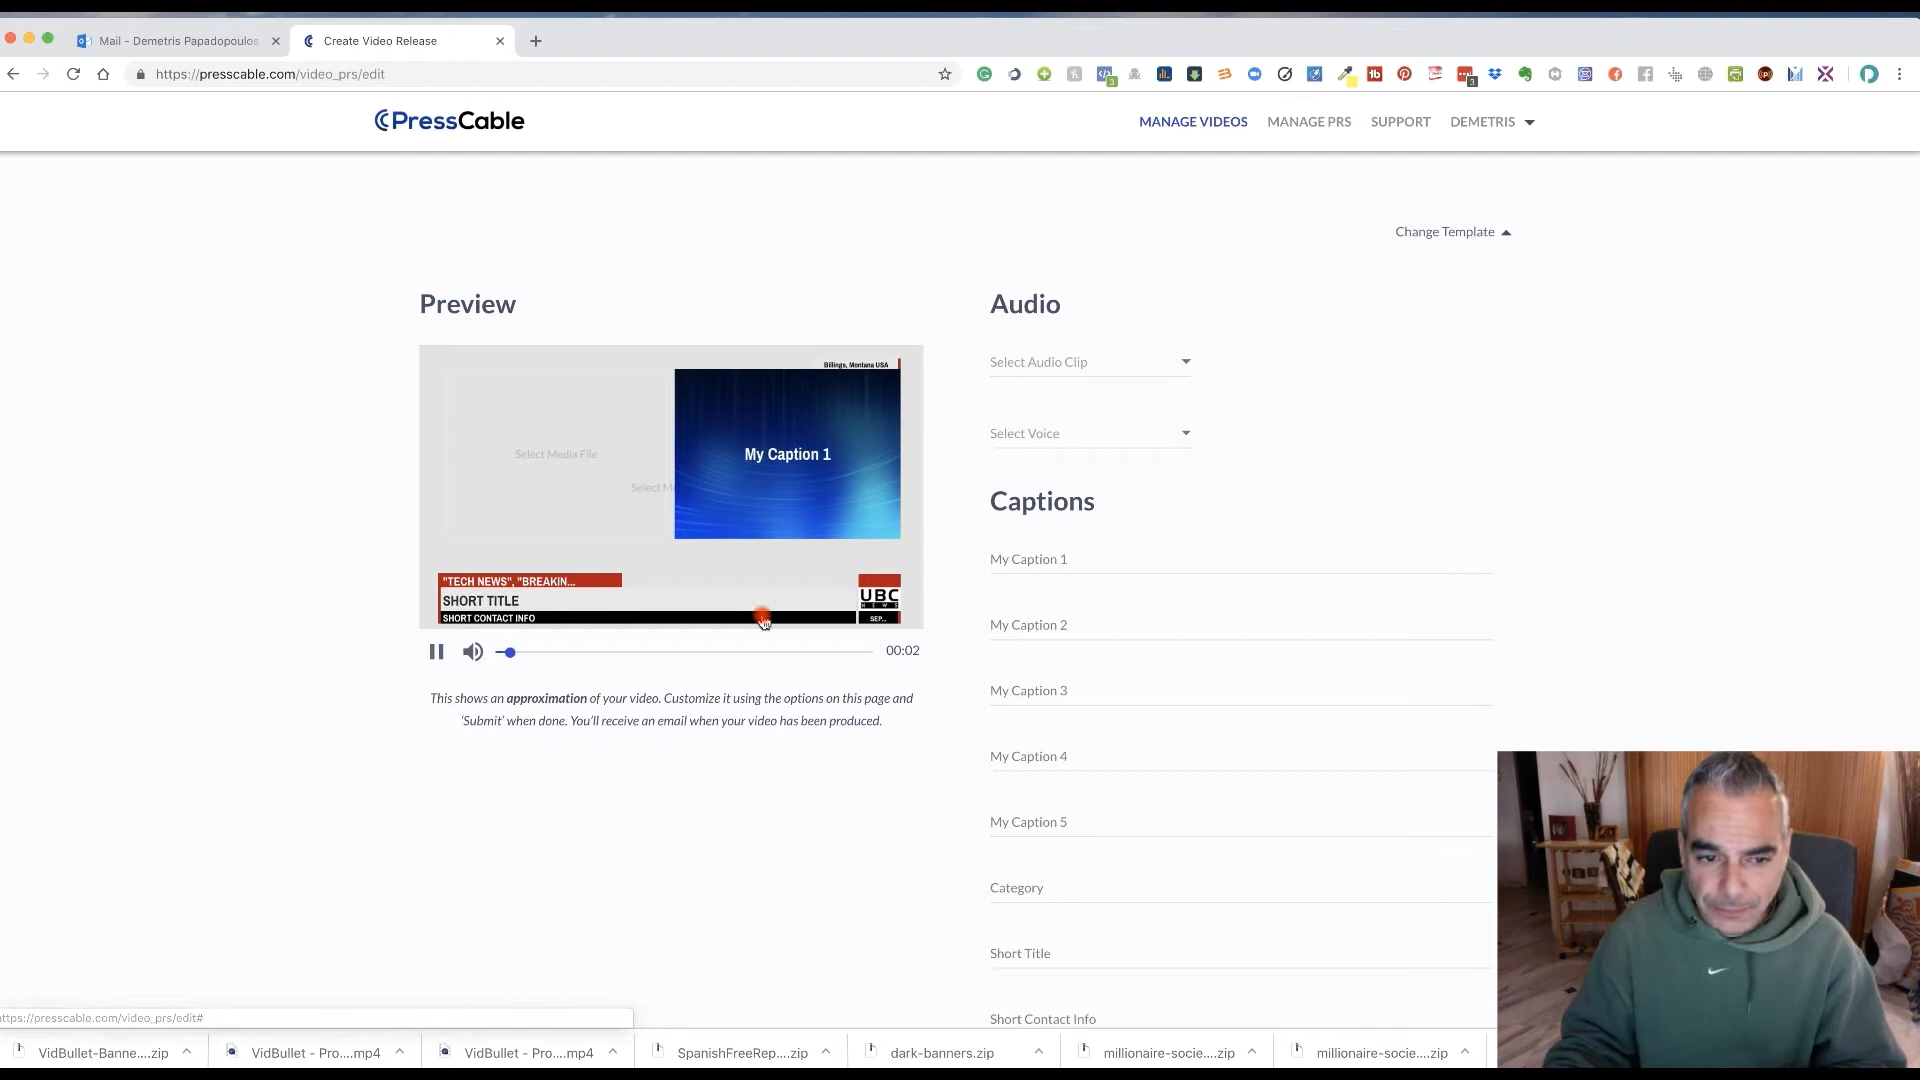 Mail - Demetris Papadopoulos
Create Video Release
https://presscable.com/video_prs/edit
PressCable
MANAGE VIDEOS
MANAGE PRS
SUPPORT
DEMETRIS
Change Template
Preview
Billings, Montana USA
Select Media File
My Caption 1
Select M
"TECH NEWS", "BREAKIN...
SHORT TITLE
SHORT CONTACT INFO
UBC
NEWS
SEP...
00:02
This shows an approximation of your video. Customize it using the options on this page and
'Submit' when done. You'll receive an email when your video has been produced.
Audio
Select Audio Clip
Select Voice
Captions
My Caption 1
My Caption 2
My Caption 3
My Caption 4
My Caption 5
Category
Short Title
Short Contact Info
ttps://presscable.com/video_prs/edit#
VidBullet-Banne....zip
VidBullet - Pro....mp4
VidBullet - Pro....mp4
SpanishFreeRep....zip
dark-banners.zip
millionaire-socie....zip
millionaire-socie....zip